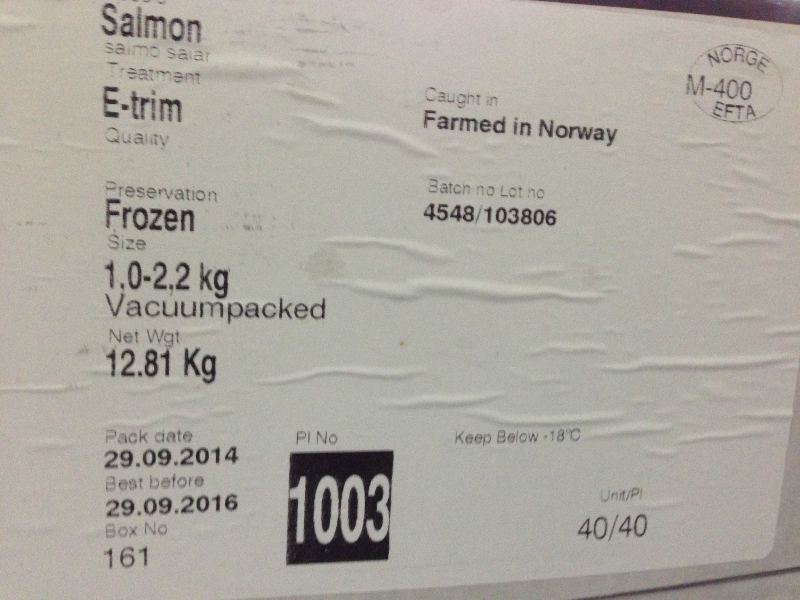 Salmon
salmo salar
Treatment
E-trim
Quality
Preservation
Frozen
Size
1,0-2,2 kg
Vacuumpacked
Net Wgt
12.81 Kg
Pack date
29.09.2014
Best before
29.09.2016
Box No
161
Caught in
Farmed in Norway
Batch no Lot no
4548/103806
NORGE
M-400
EFTA
Pl No
1003
Keep Below -18°C
Unit/Pl
40/40